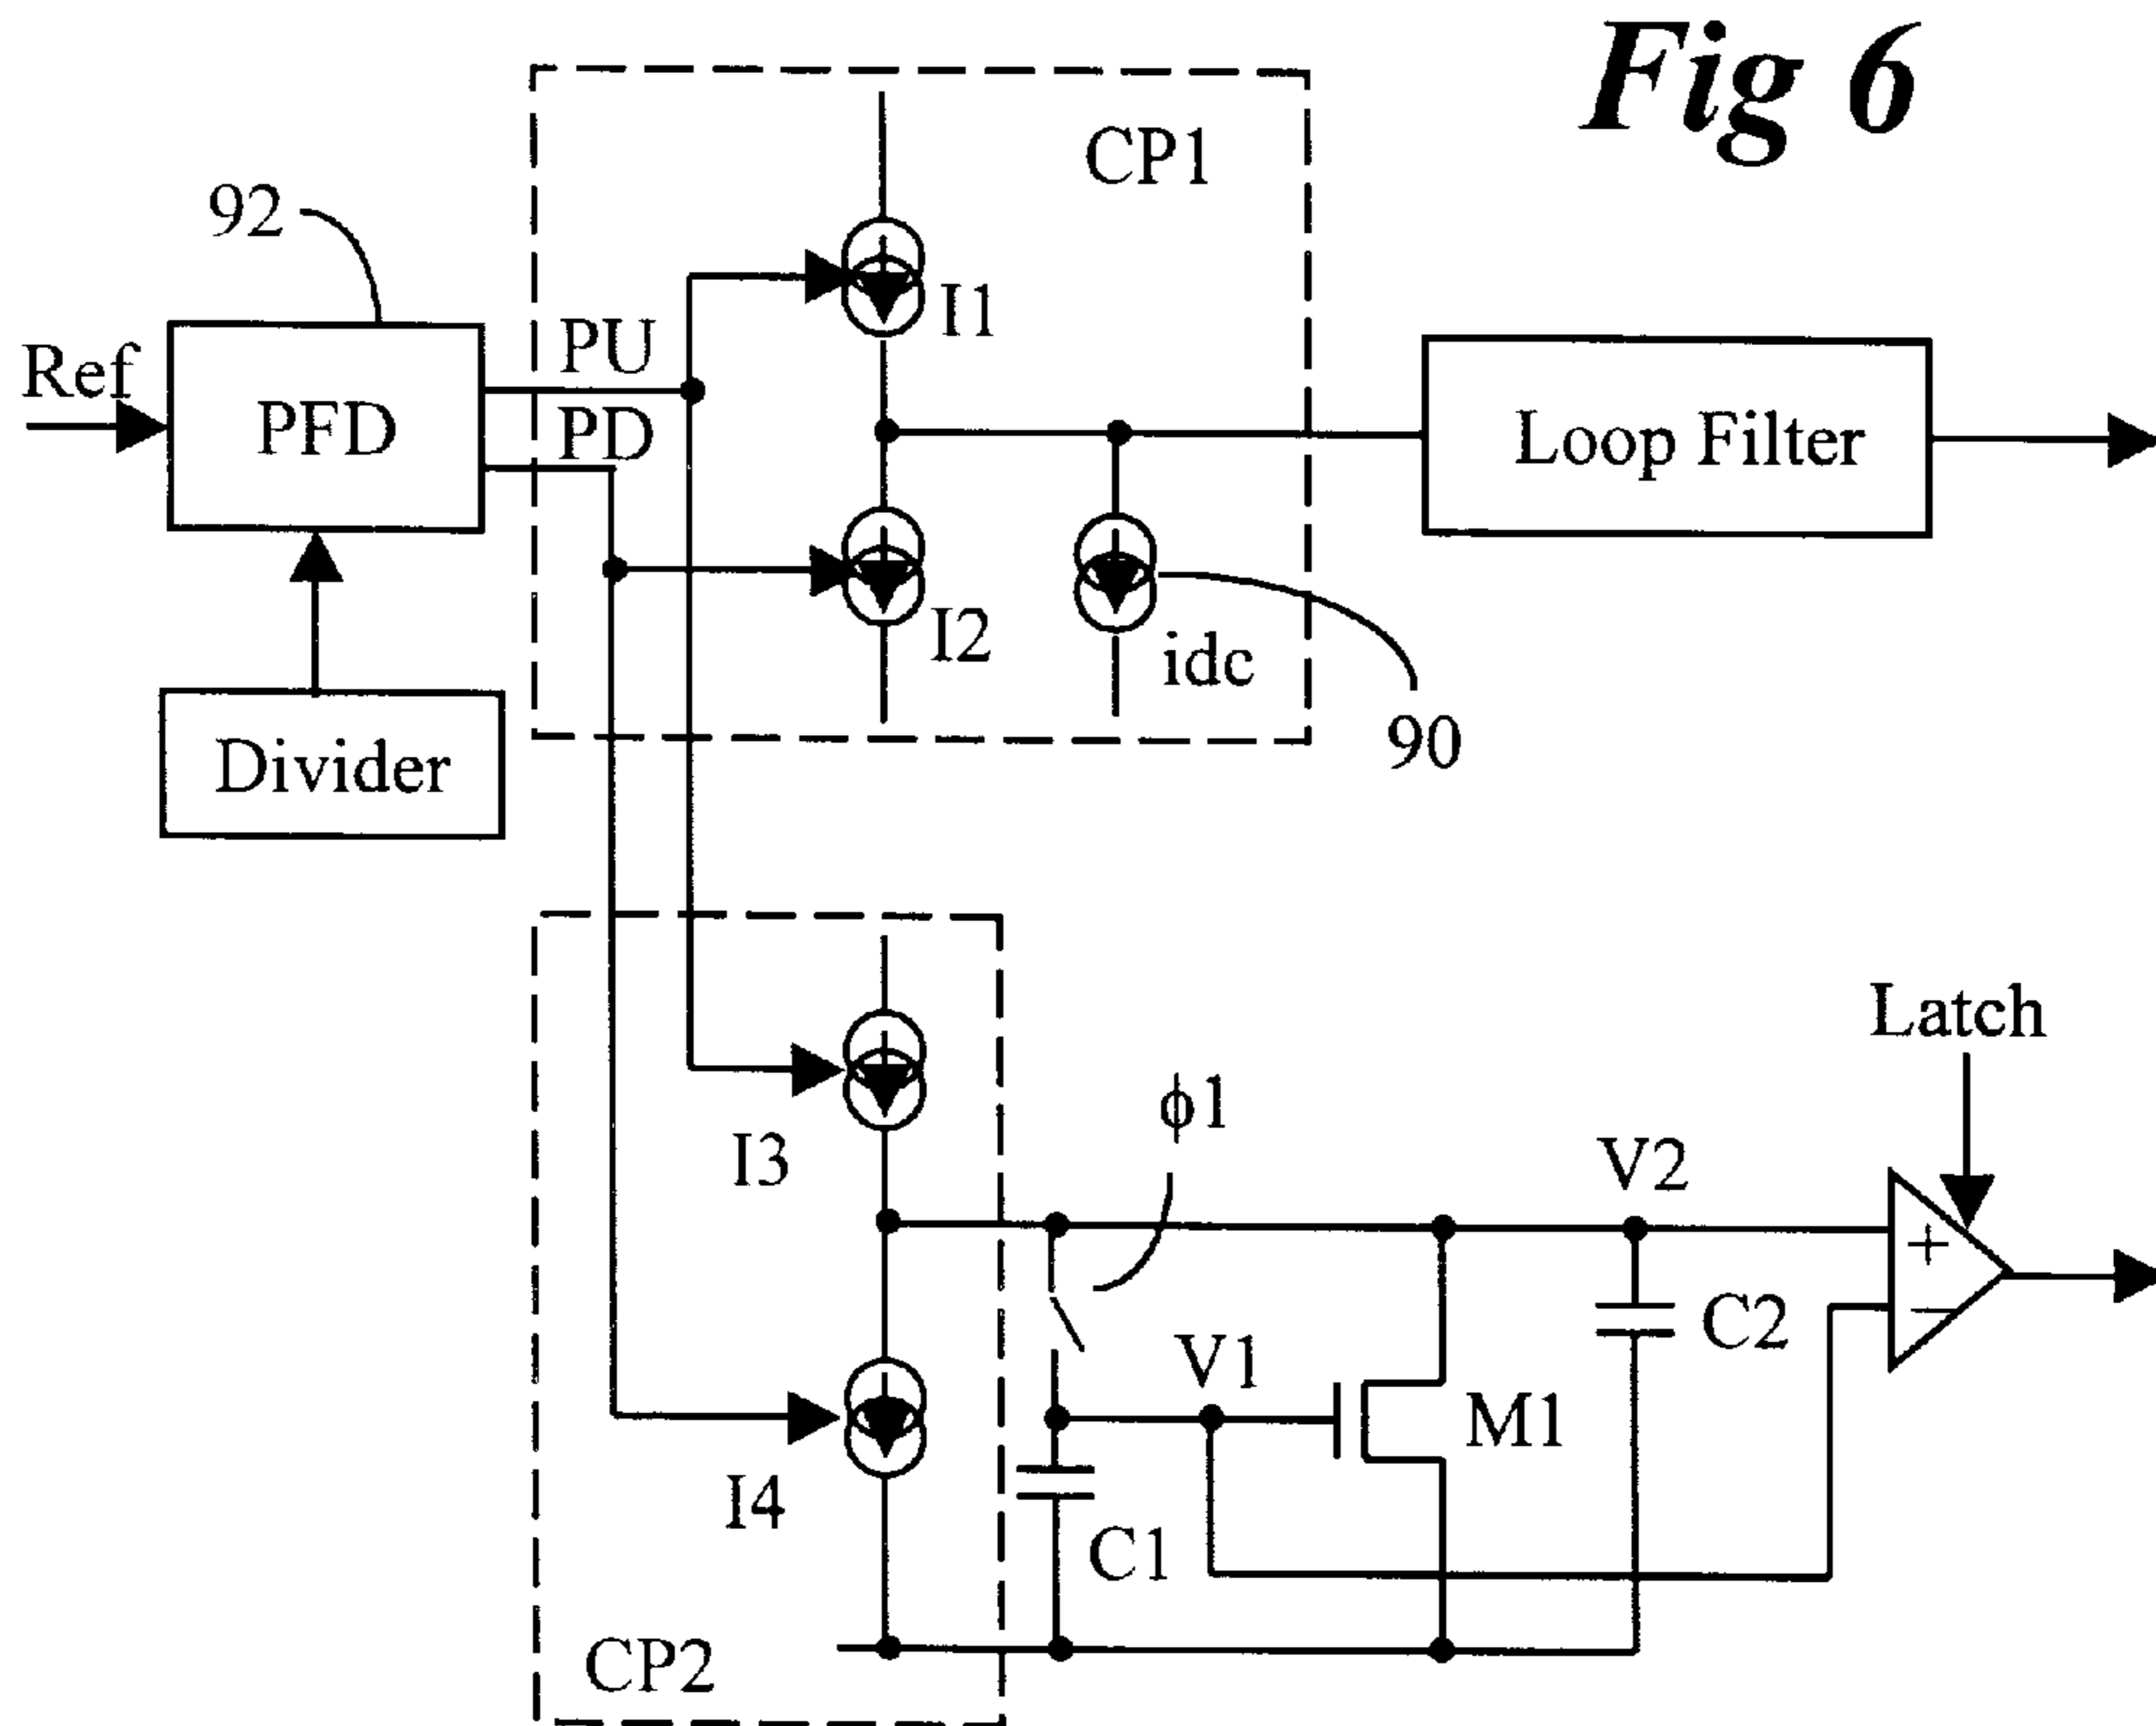 Fig 6
CP1
92
I1
PU
Ref
PFD
PD
Loop Filter
I2
idc
90
Divider
Latch
ϕ1
I3
V2
+
−
C2
V1
M1
I4
C1
CP2